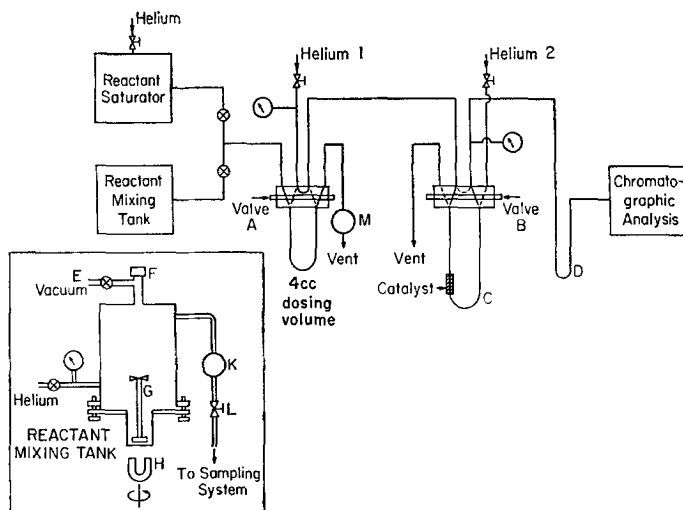 Helium
Reactant
Saturator
Reactant
Mixing
Tank
Helium 1
Helium 2
Valve
A
M
Vent
4cc
dosing
volume
Valve
B
Vent
Catalyst
C
D
Chromato-
graphic
Analysis
E
F
Vacuum
K
G
L
Helium
REACTANT
MIXING TANK
H
To Sampling
System